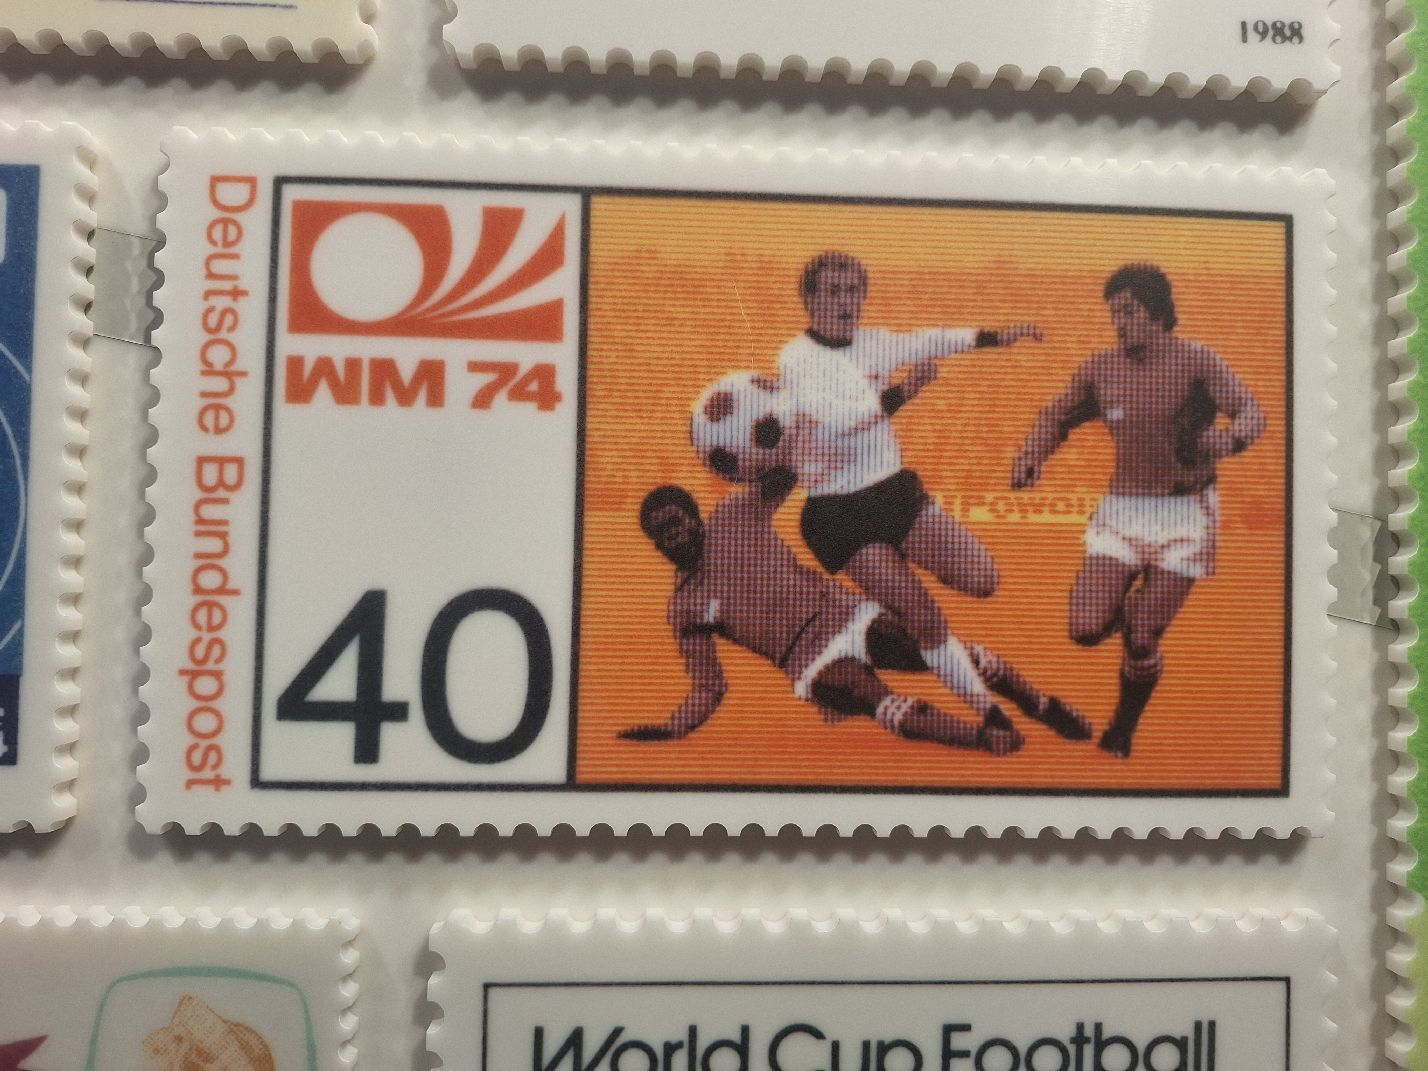 1988
Deutsche Bundespost
WM 74
40
World Cup Football